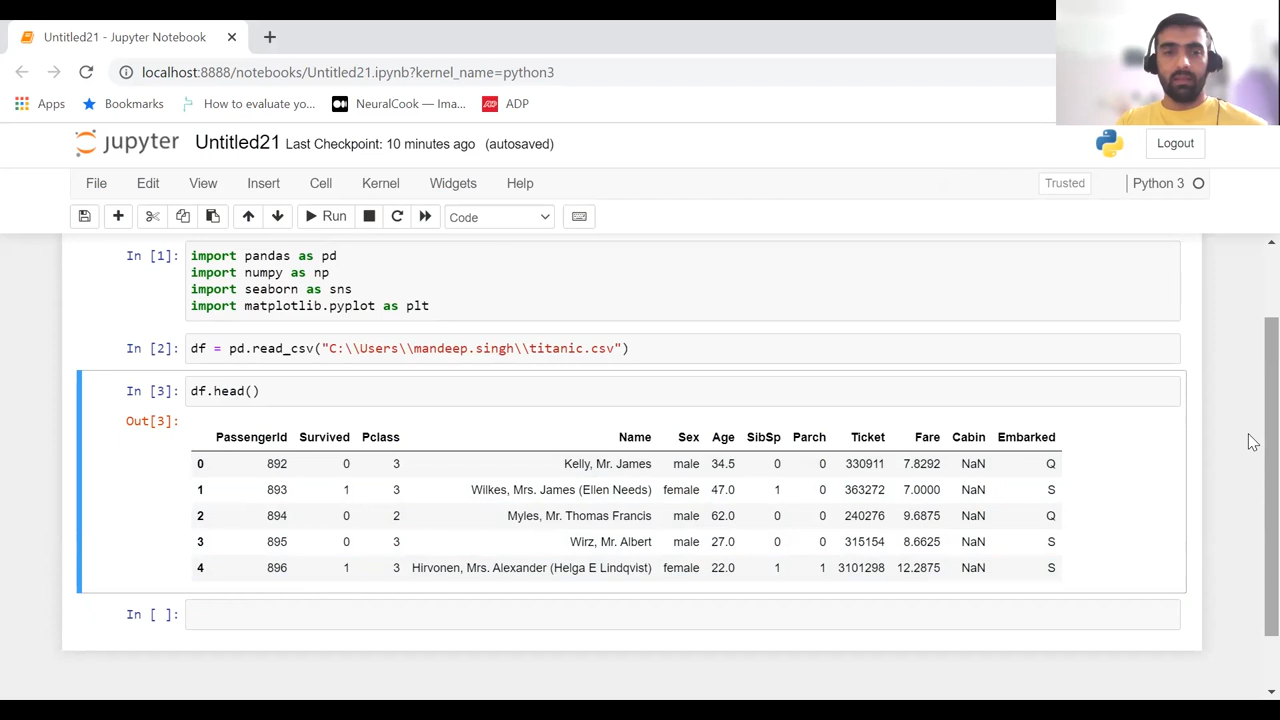 Untitled21 - Jupyter Notebook
localhost:8888/notebooks/Untitled21.ipynb?kernel_name=python3
Apps Bookmarks How to evaluate yo... NeuralCook — Ima... ADP
jupyter Untitled21 Last Checkpoint: 10 minutes ago (autosaved) Logout
File Edit View Insert Cell Kernel Widgets Help Trusted Python 3
Run Code
In [1]: import pandas as pd
import numpy as np
import seaborn as sns
import matplotlib.pyplot as plt
In [2]: df = pd.read_csv("C:\\Users\\mandeep.singh\\titanic.csv")
In [3]: df.head()
Out[3]:
PassengerId Survived Pclass Name Sex Age SibSp Parch Ticket Fare Cabin Embarked
0 892 0 3 Kelly, Mr. James male 34.5 0 0 330911 7.8292 NaN Q
1 893 1 3 Wilkes, Mrs. James (Ellen Needs) female 47.0 1 0 363272 7.0000 NaN S
2 894 0 2 Myles, Mr. Thomas Francis male 62.0 0 0 240276 9.6875 NaN Q
3 895 0 3 Wirz, Mr. Albert male 27.0 0 0 315154 8.6625 NaN S
4 896 1 3 Hirvonen, Mrs. Alexander (Helga E Lindqvist) female 22.0 1 1 3101298 12.2875 NaN S
In [ ]: